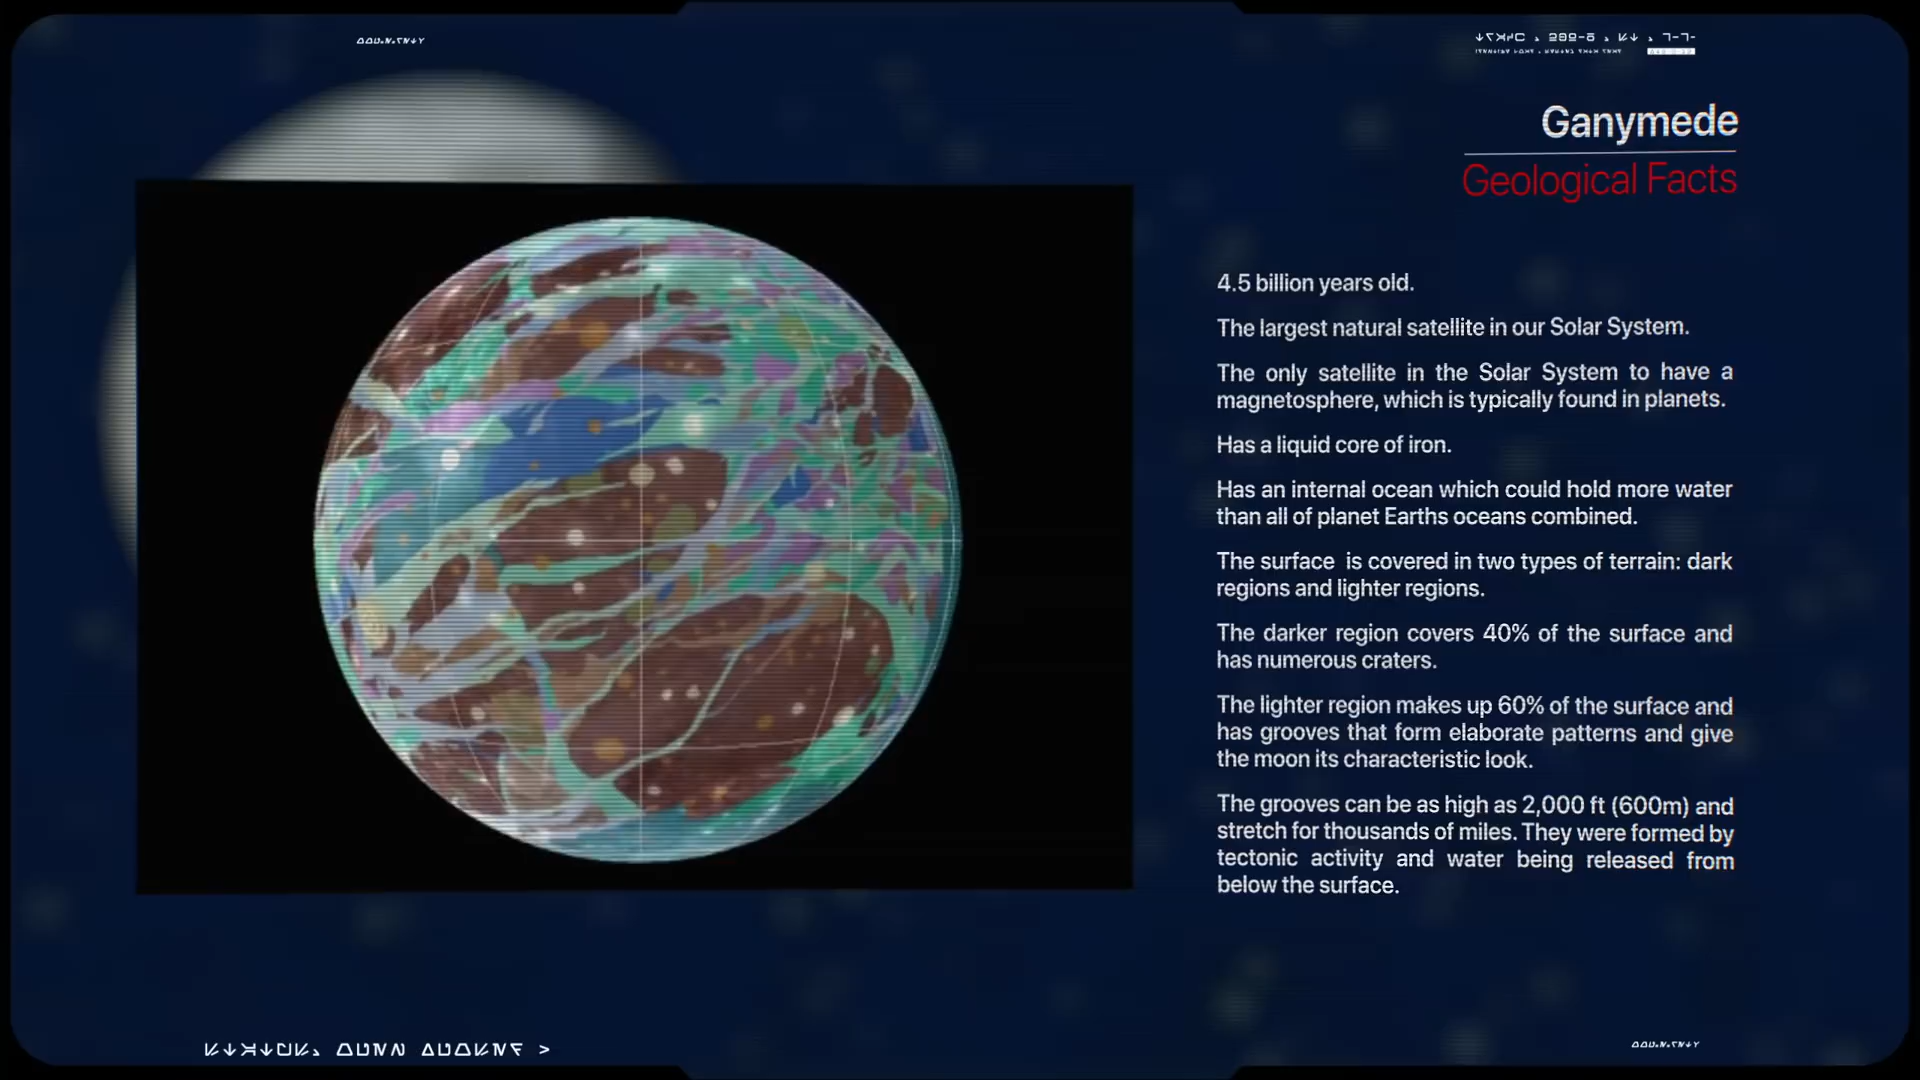 Ganymede
Geological Facts
4.5 billion years old.
The largest natural satellite in our Solar System.
The only satellite in the Solar System to have a
magnetosphere, which is typically found in planets.
Has a liquid core of iron.
Has an internal ocean which could hold more water
than all of planet Earths oceans combined.
The surface is covered in two types of terrain: dark
regions and lighter regions.
The darker region covers 40% of the surface and
has numerous craters.
The lighter region makes up 60% of the surface and
has grooves that form elaborate patterns and give
the moon its characteristic look.
The grooves can be as high as 2,000 ft (600m) and
stretch for thousands of miles. They were formed by
tectonic activity and water being released from
below the surface.